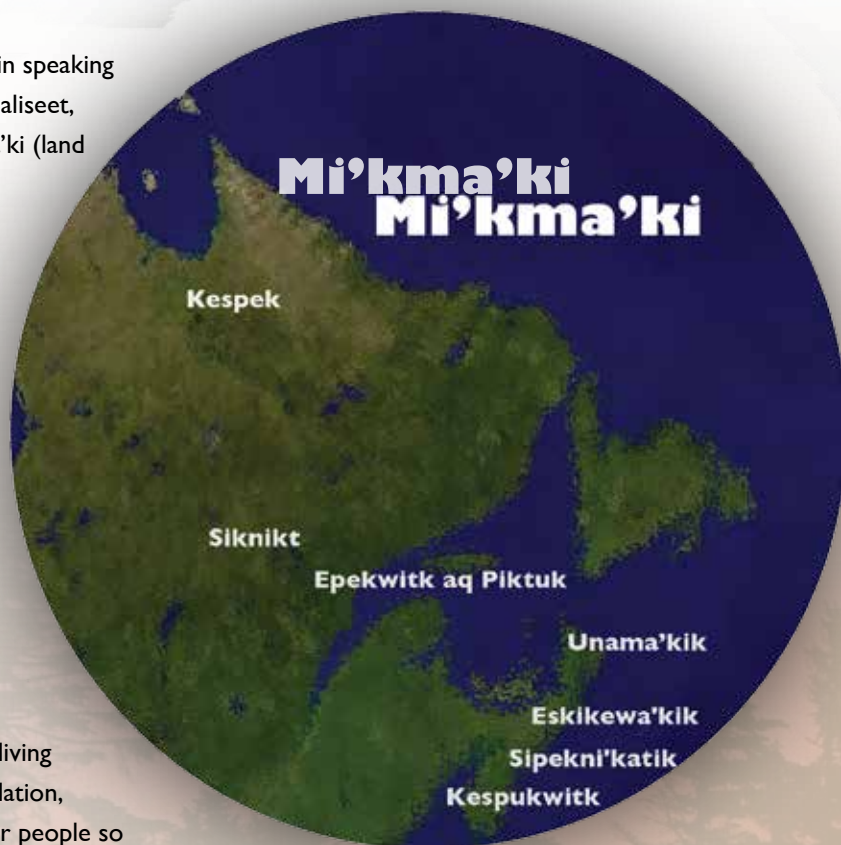 in speaking
aliseet,
'ki (land
Mi'kma'ki
Mi'kma'ki
Kespek
Siknikt
Epekwitk aq Piktuk
Unama'kik
Eskikewa'kik
Sipekni'katik
Kespukwitk
living
lation,
r people so